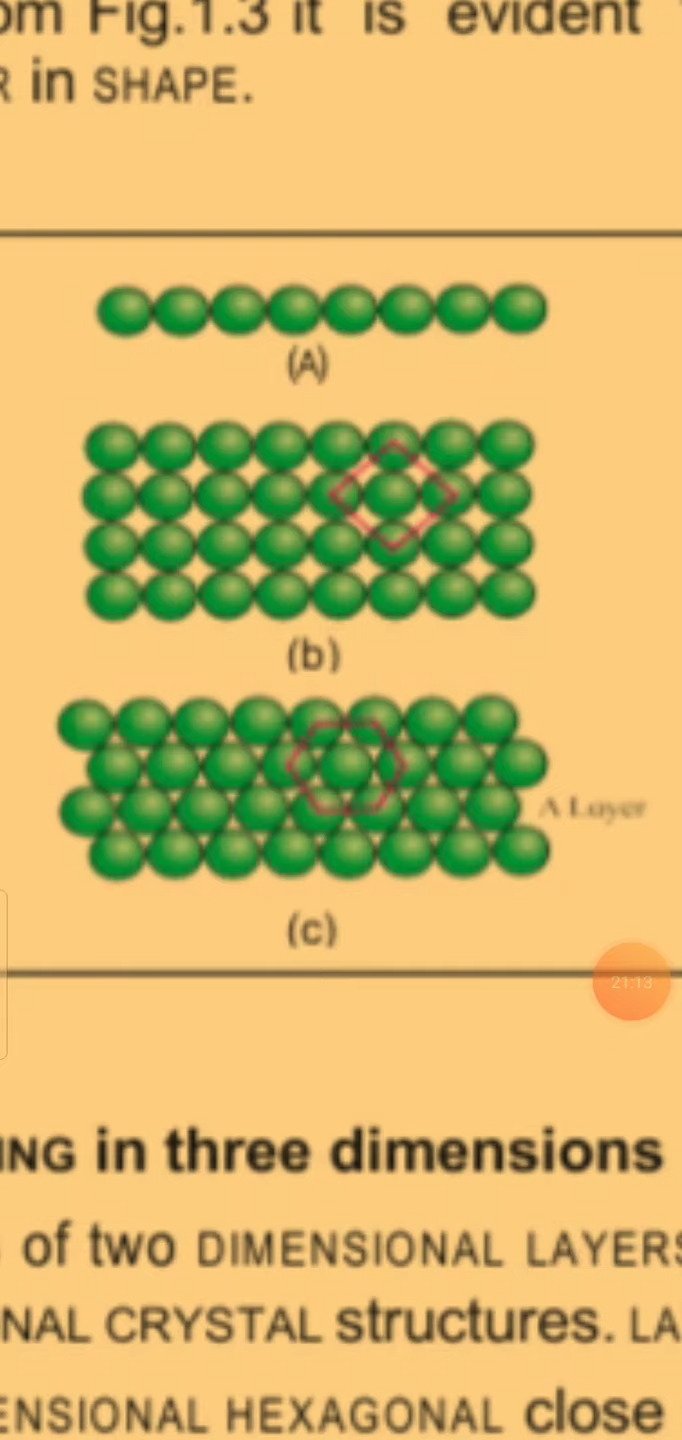 om Fig.1.3 it is evident
R in SHAPE.
(A)
(b)
A Layer
(c)
21:13
ING in three dimensions
of two DIMENSIONAL LAYERS
NAL CRYSTAL structures. LA
ENSIONAL HEXAGONAL close